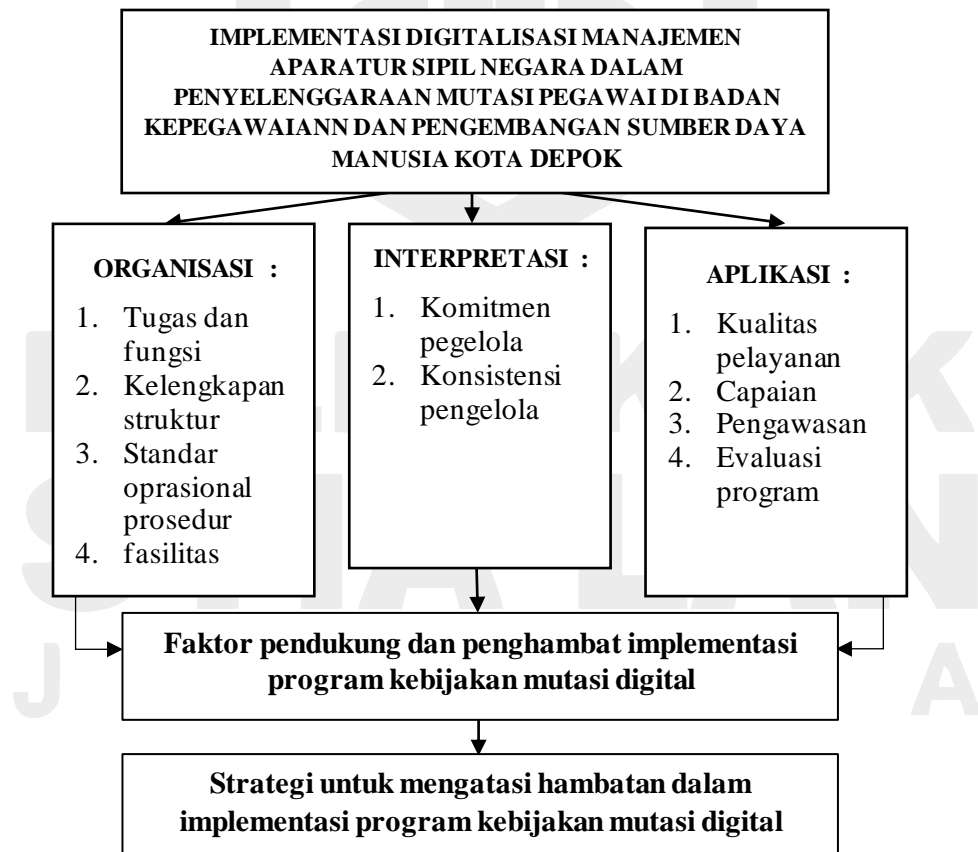 IMPLEMENTASI DIGITALISASI MANAJEMEN
APARATUR SIPIL NEGARA DALAM
PENYELENGGARAAN MUTASI PEGAWAI DI BADAN
KEPEGAWAIANN DAN PENGEMBANGAN SUMBER DAYA
MANUSIA KOTA DEPOK
ORGANISASI :
1. Tugas dan
fungsi
2. Kelengkapan
struktur
3. Standar
oprasional
prosedur
4. fasilitas
INTERPRETASI :
1. Komitmen
pegelola
2. Konsistensi
pengelola
APLIKASI :
1. Kualitas
pelayanan
2. Capaian
3. Pengawasan
4. Evaluasi
program
Faktor pendukung dan penghambat implementasi
program kebijakan mutasi digital
Strategi untuk mengatasi hambatan dalam
implementasi program kebijakan mutasi digital